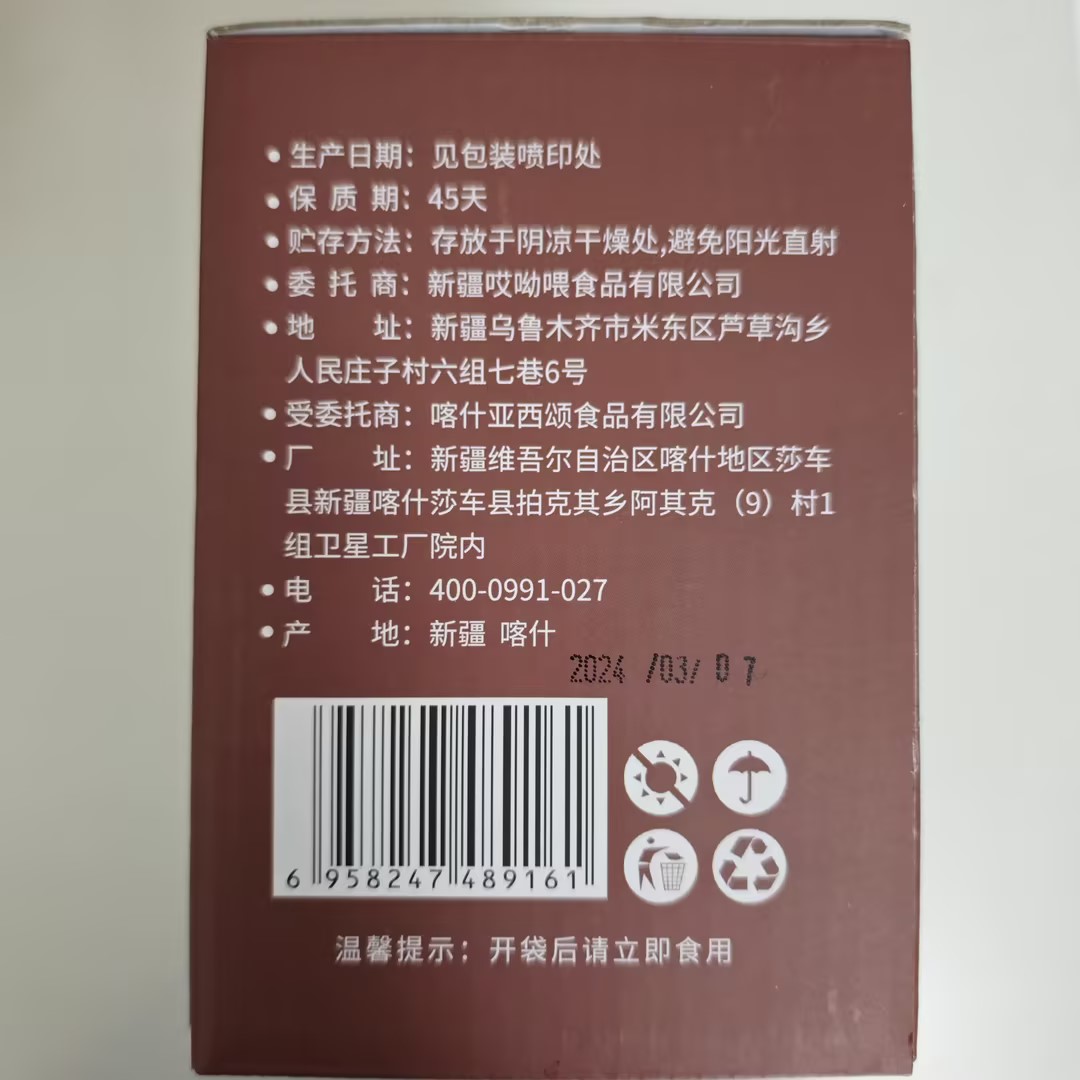 • 生产日期：见包装喷印处
• 保 质 期：45天
• 贮存方法：存放于阴凉干燥处,避免阳光直射
• 委 托 商：新疆哎呦喂食品有限公司
• 地 址：新疆乌鲁木齐市米东区芦草沟乡
人民庄子村六组七巷6号
• 受委托商：喀什亚西颂食品有限公司
• 厂 址：新疆维吾尔自治区喀什地区莎车
县新疆喀什莎车县拍克其乡阿其克（9）村1
组卫星工厂院内
• 电 话：400-0991-027
• 产 地：新疆 喀什
2024 /03/ 07
6 958247 489161
温馨提示：开袋后请立即食用